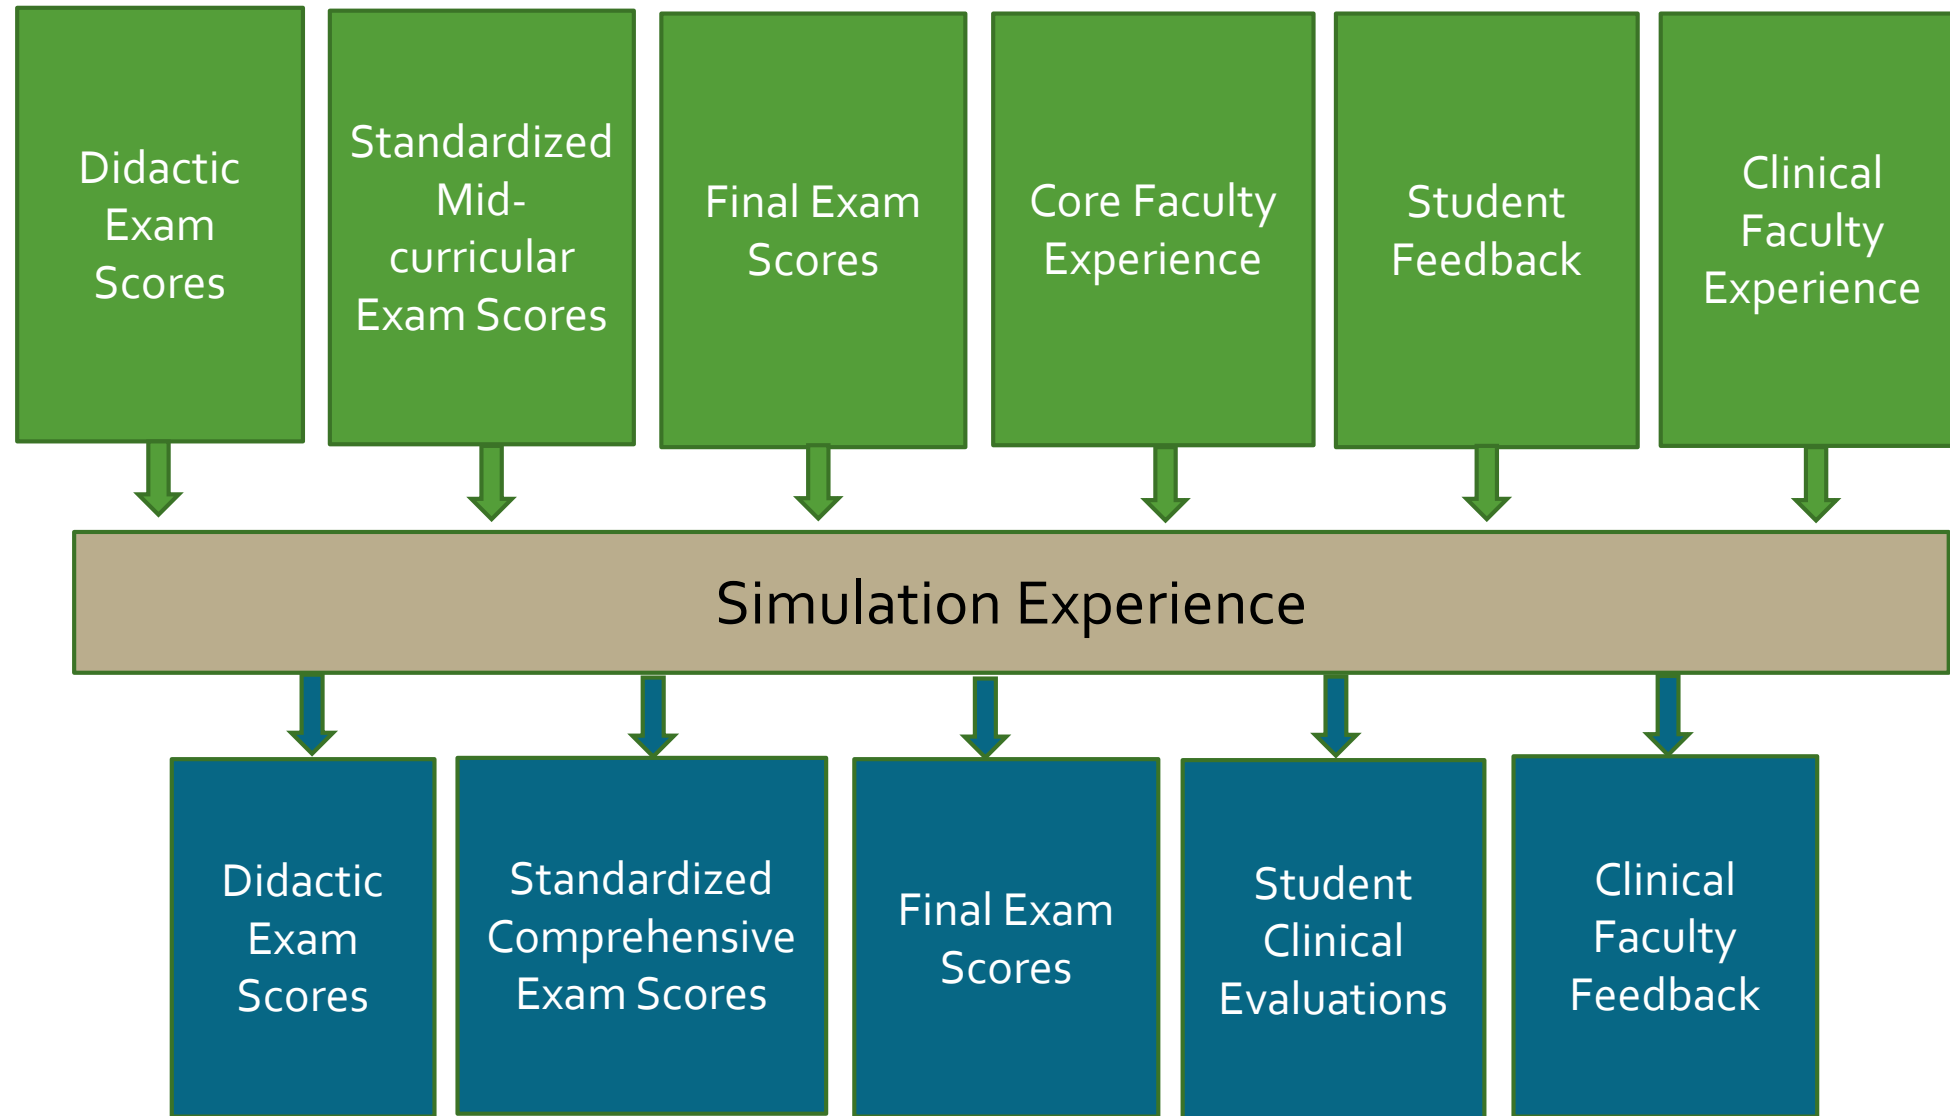 Didactic
Exam
Scores
Standardized
Mid-
curricular
Exam Scores
Final Exam
Scores
Core Faculty
Experience
Student
Feedback
Clinical
Faculty
Experience
Simulation Experience
Didactic
Exam
Scores
Standardized
Comprehensive
Exam Scores
Final Exam
Scores
Student
Clinical
Evaluations
Clinical
Faculty
Feedback